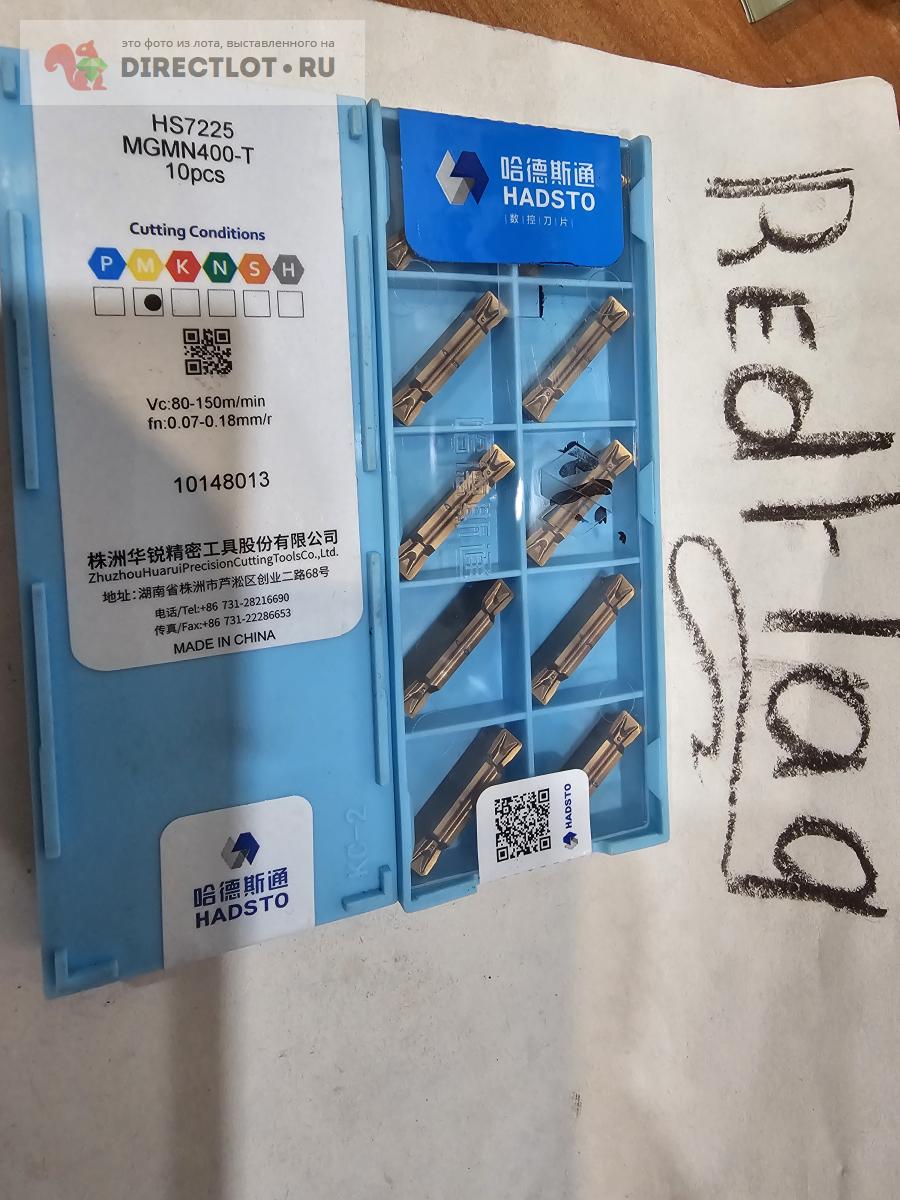 это фото из лота, выставленного на
DIRECTLOT•RU
HS7225
MGMN400-T
10pcs
Cutting Conditions
P M K N S H
Vc:80-150m/min
fn:0.07-0.18mm/r
10148013
株洲华锐精密工具股份有限公司
ZhuzhouHuaruiPrecisionCuttingToolsCo.,Ltd.
地址:湖南省株洲市芦淞区创业二路68号
电话/Tel:+86 731-28216690
传真/Fax:+86 731-22286653
MADE IN CHINA
KC-2
哈德斯通
HADSTO
哈德斯通
HADSTO
|数|控|刀|片|
哈德斯通
HADSTO